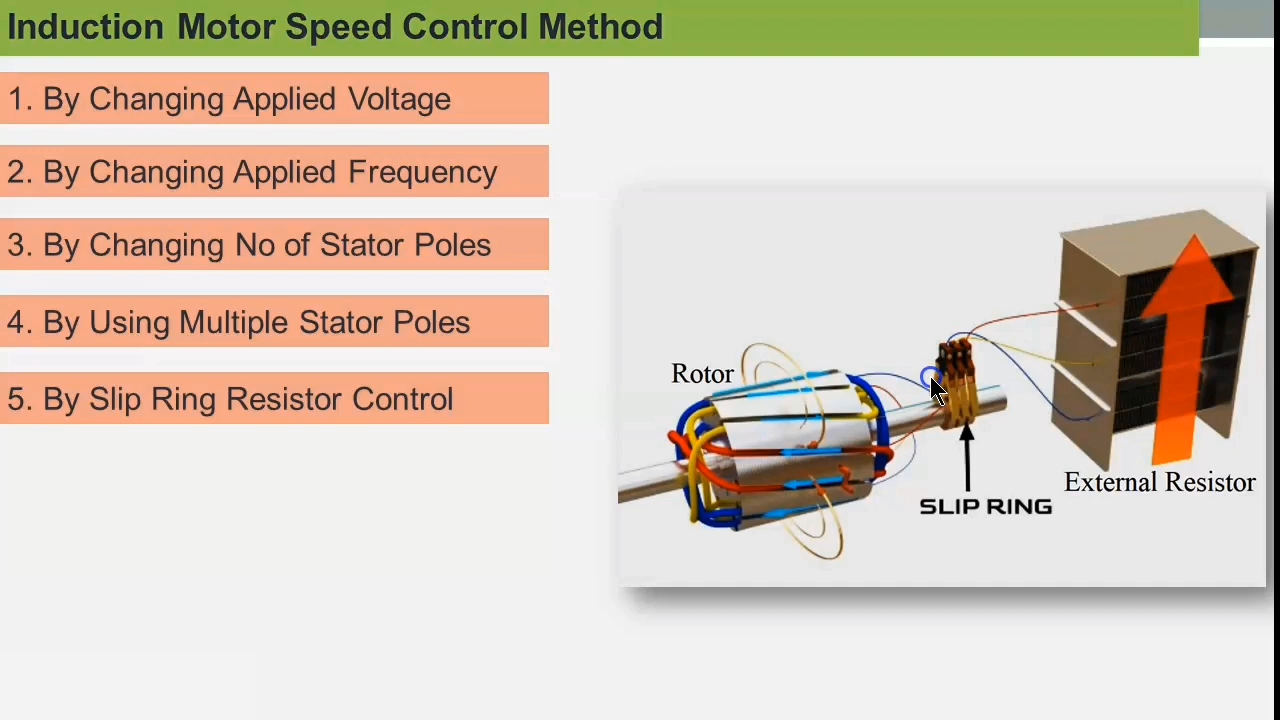 Induction Motor Speed Control Method
1. By Changing Applied Voltage
2. By Changing Applied Frequency
3. By Changing No of Stator Poles
4. By Using Multiple Stator Poles
5. By Slip Ring Resistor Control
Rotor
External Resistor
SLIP RING